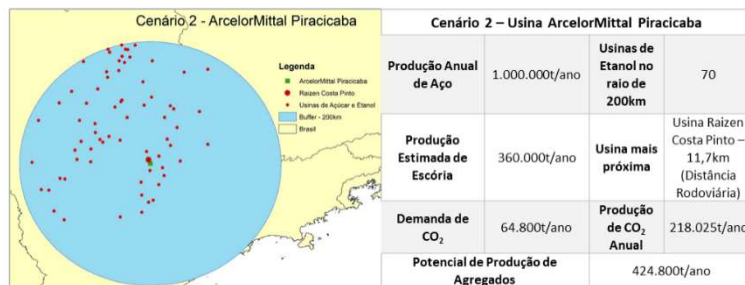 Cenário 2 - ArcelorMittal Piracicaba
Legenda
ArcelorMittal Piracicaba
Raizen Costa Pinto
Usinas de Açúcar e Etanol
Buffer - 200km
Brasil
Cenário 2 – Usina ArcelorMittal Piracicaba
Produção Anual
de Aço
1.000.000t/ano
Usinas de
Etanol no
raio de
200km
70
Produção
Estimada de
Escória
360.000t/ano
Usina mais
próxima
Usina Raizen
Costa Pinto –
11,7km
(Distância
Rodoviária)
Demanda de
CO₂
64.800t/ano
Produção
de CO₂
Anual
218.025t/ano
Potencial de Produção de
Agregados
424.800t/ano